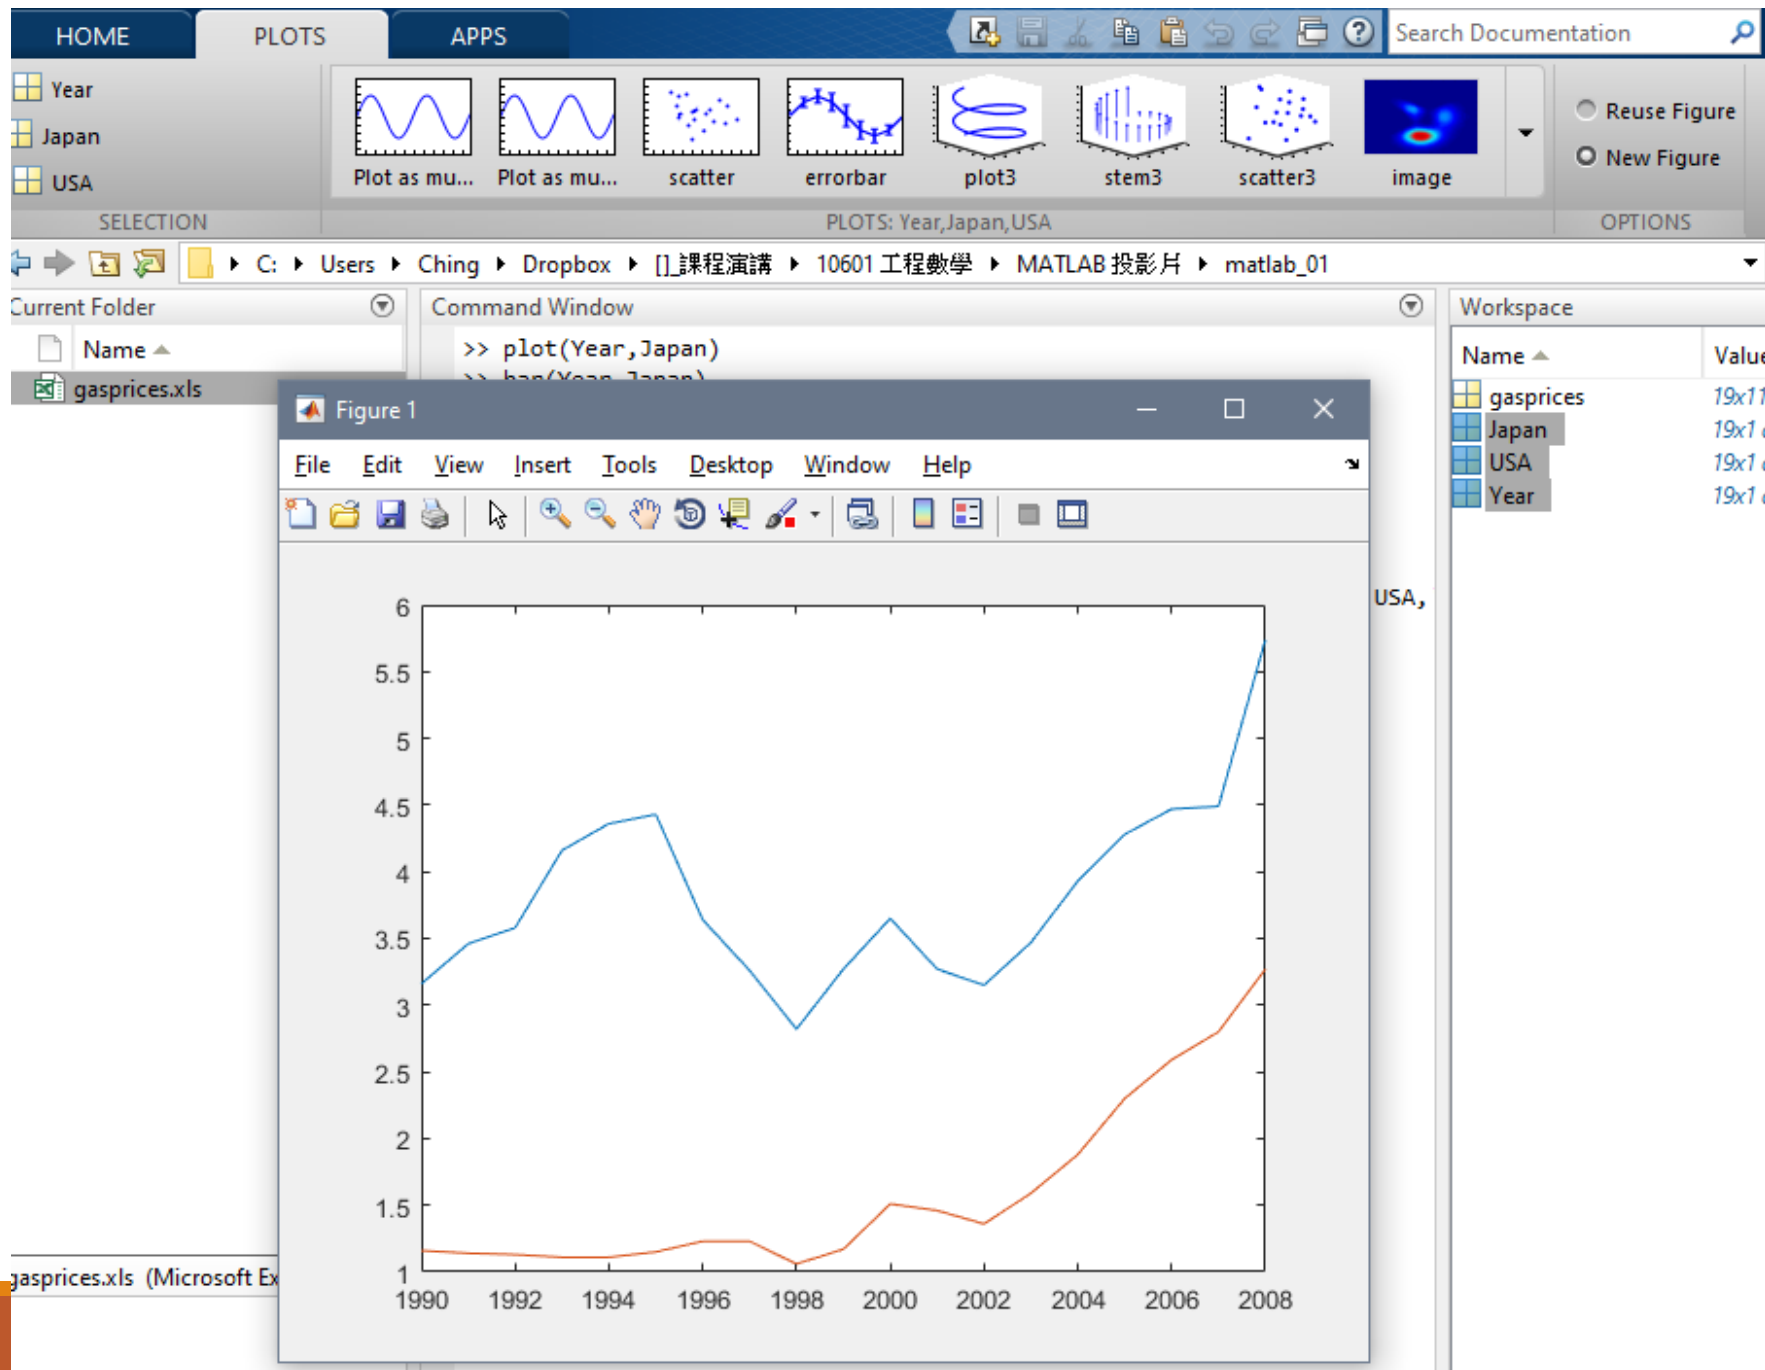 HOME PLOTS APPS Search Documentation
Year
Japan
USA
Plot as mu... Plot as mu... scatter errorbar plot3 stem3 scatter3 image
Reuse Figure
New Figure
SELECTION PLOTS: Year,Japan,USA OPTIONS
C: Users Ching Dropbox []_課程演講 10601 工程數學 MATLAB 投影片 matlab_01
Current Folder
Name
gasprices.xls
Command Window
>> plot(Year,Japan)
>> bar(Year,Japan)
USA,
Workspace
Name Value
gasprices 19x11
Japan 19x1
USA 19x1
Year 19x1
Figure 1
File Edit View Insert Tools Desktop Window Help
6
5.5
5
4.5
4
3.5
3
2.5
2
1.5
1
1990 1992 1994 1996 1998 2000 2002 2004 2006 2008
gasprices.xls (Microsoft Ex